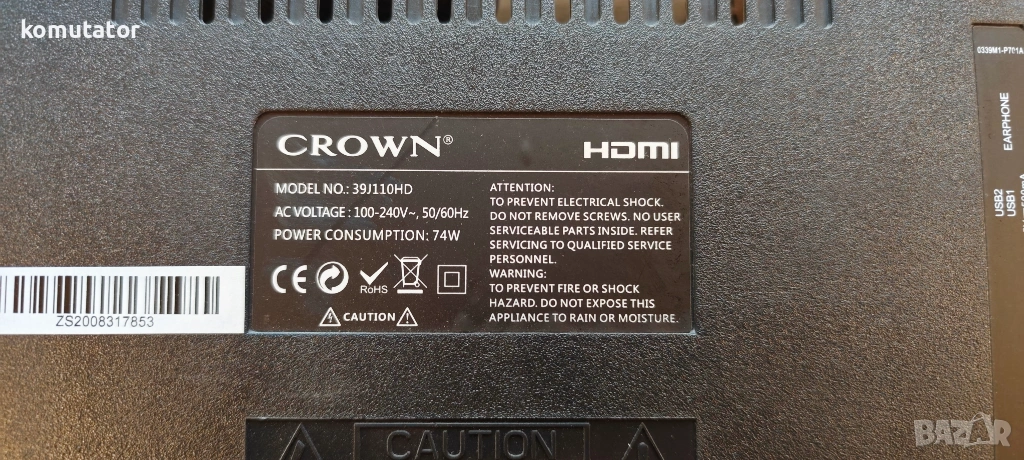 komutator
CROWN®
HDMI
MODEL NO.: 39J110HD
AC VOLTAGE : 100-240V~, 50/60Hz
POWER CONSUMPTION: 74W
CE
RoHS
CAUTION
ATTENTION:
TO PREVENT ELECTRICAL SHOCK.
DO NOT REMOVE SCREWS. NO USER
SERVICEABLE PARTS INSIDE. REFER
SERVICING TO QUALIFIED SERVICE
PERSONNEL.
WARNING:
TO PREVENT FIRE OR SHOCK
HAZARD. DO NOT EXPOSE THIS
APPLIANCE TO RAIN OR MOISTURE.
ZS2008317853
CAUTION
0339M1-P701A
EARPHONE
USB2
USB1
BAZAR